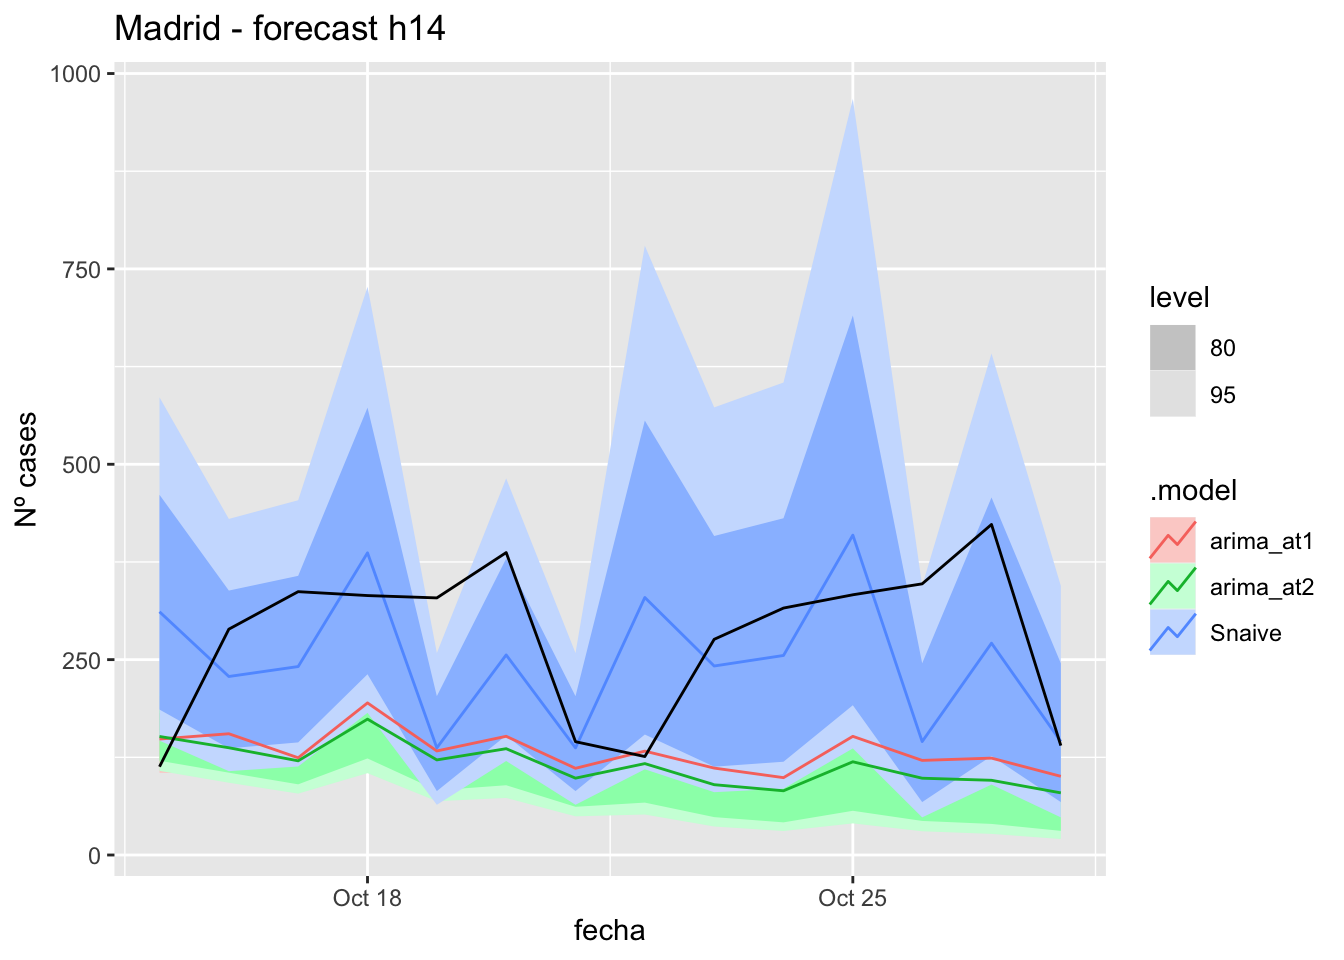 Madrid - forecast h14
1000
750
500
250
0
Nº cases
Oct 18
Oct 25
fecha
level
80
95
.model
arima_at1
arima_at2
Snaive